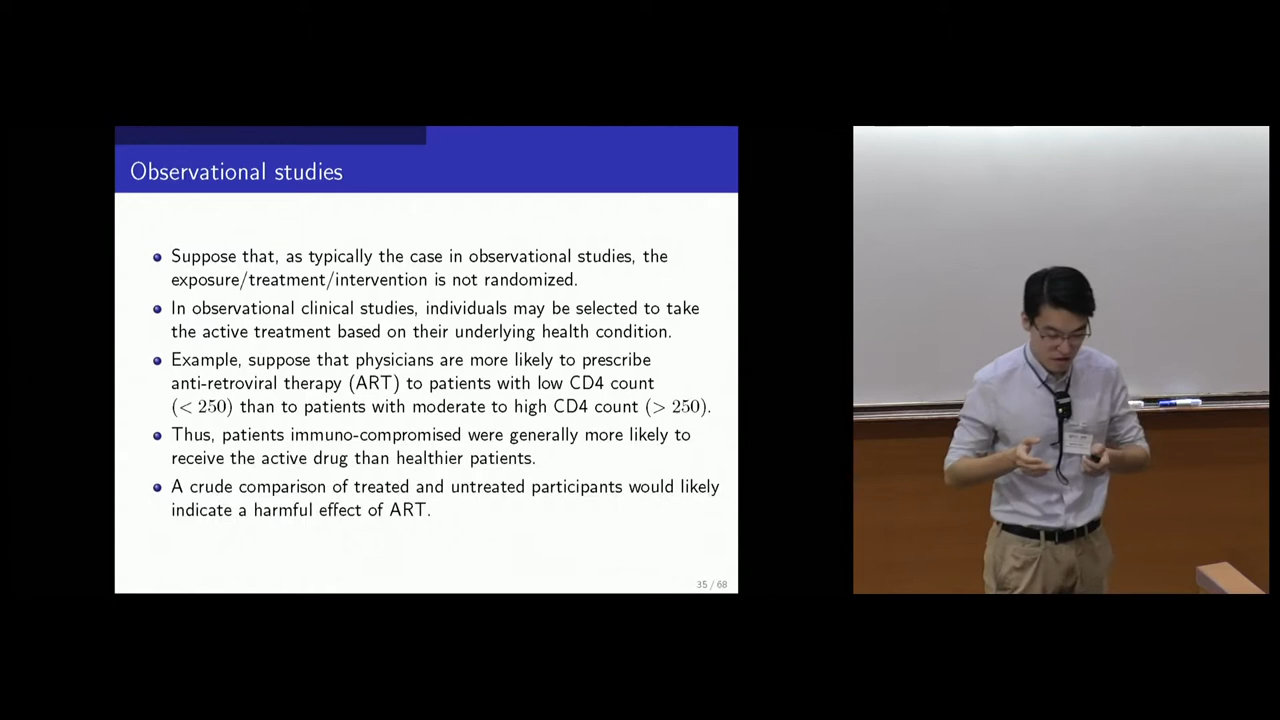 Observational studies
Suppose that, as typically the case in observational studies, the
exposure/treatment/intervention is not randomized.
In observational clinical studies, individuals may be selected to take
the active treatment based on their underlying health condition.
Example, suppose that physicians are more likely to prescribe
anti-retroviral therapy (ART) to patients with low CD4 count
(< 250) than to patients with moderate to high CD4 count (> 250).
Thus, patients immuno-compromised were generally more likely to
receive the active drug than healthier patients.
A crude comparison of treated and untreated participants would likely
indicate a harmful effect of ART.
35 / 68